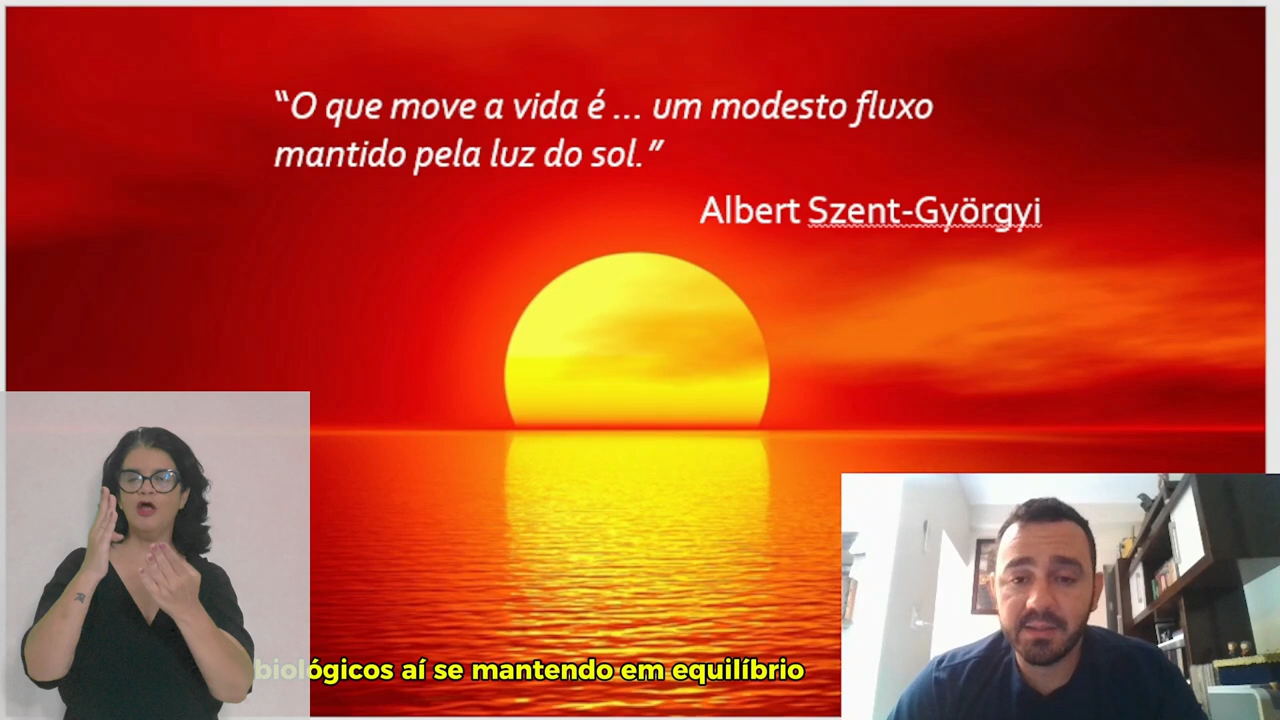 “O que move a vida é ... um modesto fluxo
mantido pela luz do sol.”
Albert Szent-Györgyi
biológicos aí se mantendo em equilíbrio